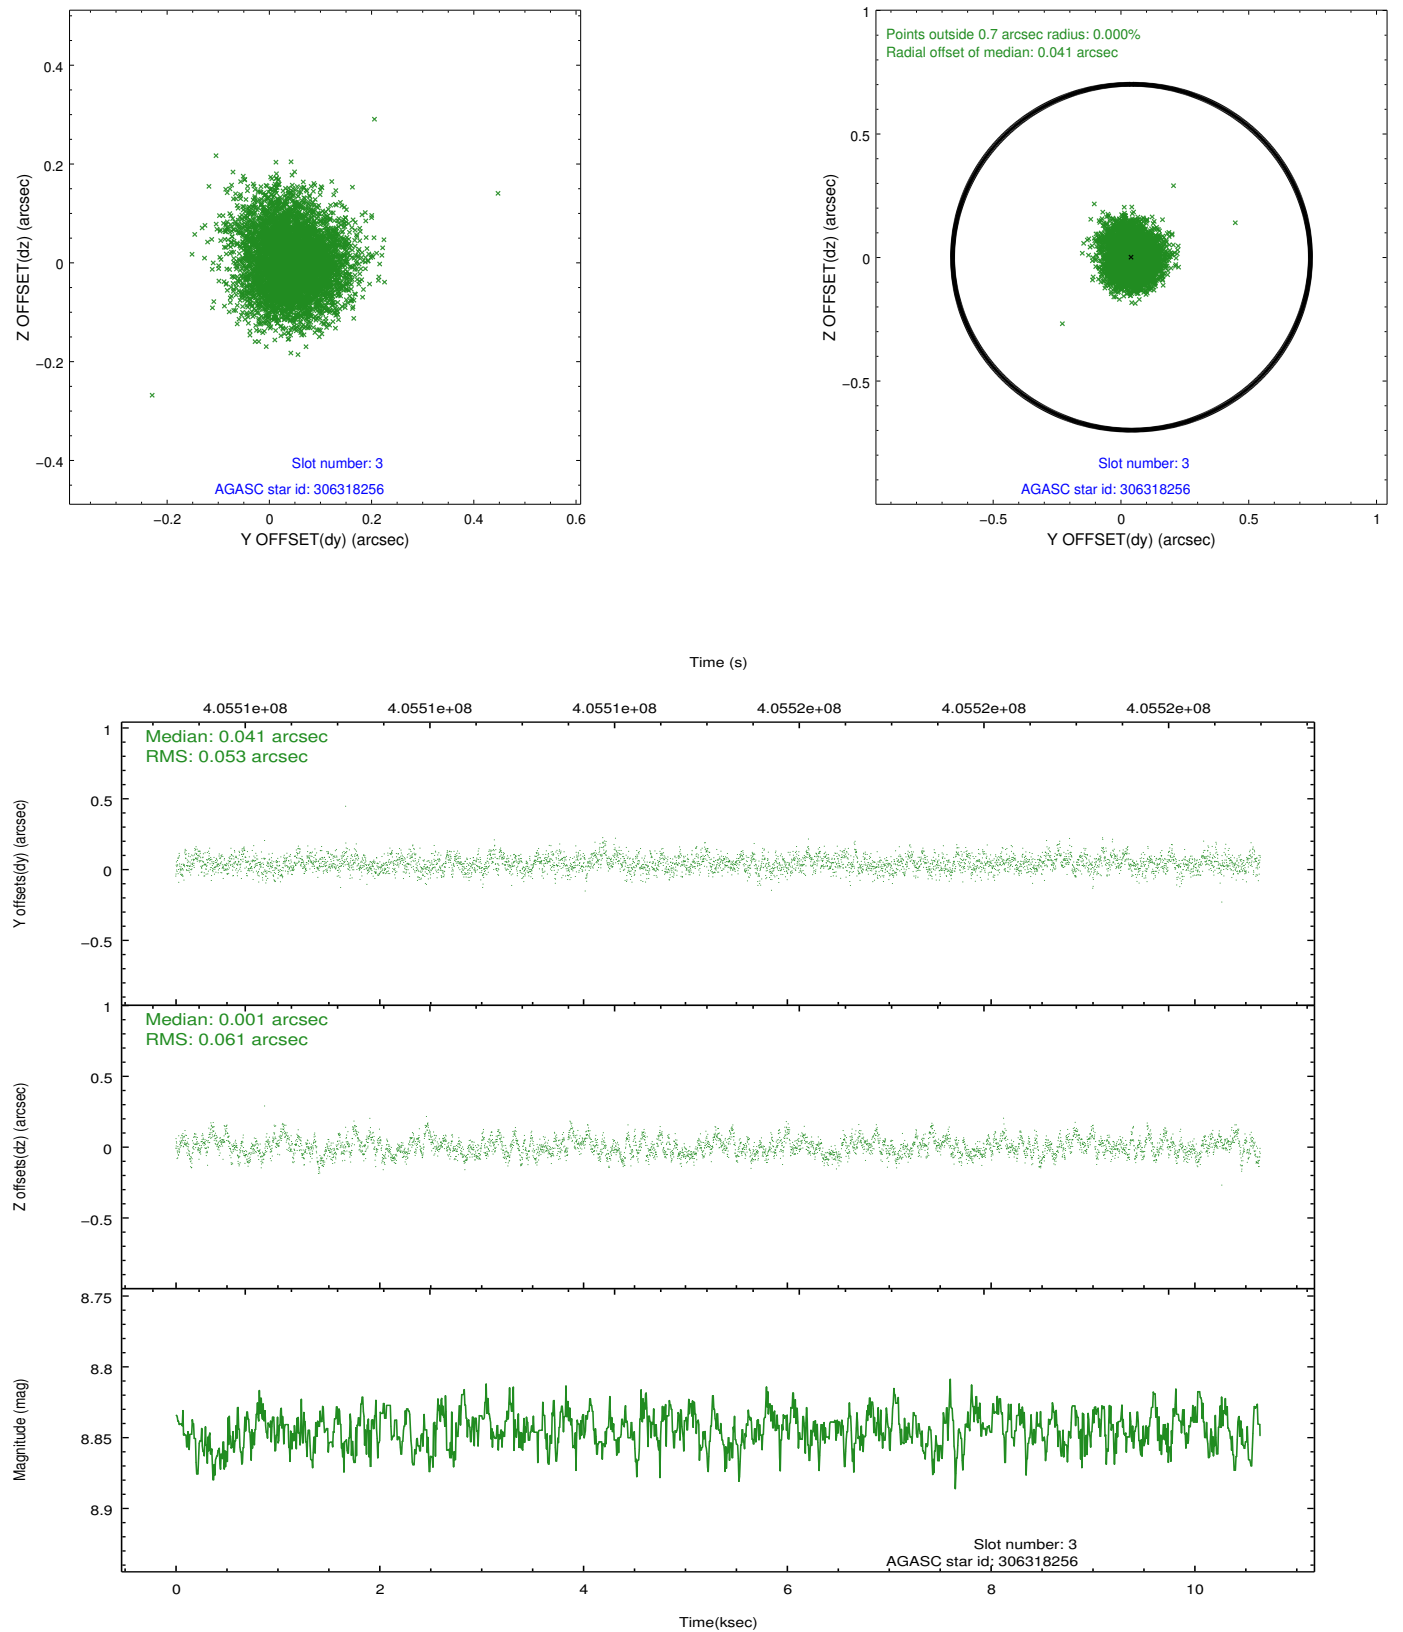 0.4
0.2
0
−0.2
−0.4
Z OFFSET(dz) (arcsec)
Slot number: 3
AGASC star id: 306318256
−0.2 0 0.2 0.4 0.6
Y OFFSET(dy) (arcsec)
1
0.5
0
−0.5
Z OFFSET(dz) (arcsec)
Points outside 0.7 arcsec radius: 0.000%
Radial offset of median: 0.041 arcsec
Slot number: 3
AGASC star id: 306318256
−0.5 0 0.5 1
Y OFFSET(dy) (arcsec)
Time (s)
4.0551e+08 4.0551e+08 4.0551e+08 4.0552e+08 4.0552e+08 4.0552e+08
1
0.5
0
−0.5
Y offsets(dy) (arcsec)
Median: 0.041 arcsec
RMS: 0.053 arcsec
1
0.5
0
−0.5
Z offsets(dz) (arcsec)
Median: 0.001 arcsec
RMS: 0.061 arcsec
8.75
8.8
8.85
8.9
Magnitude (mag)
Slot number: 3
AGASC star id: 306318256
0 2 4 6 8 10
Time(ksec)